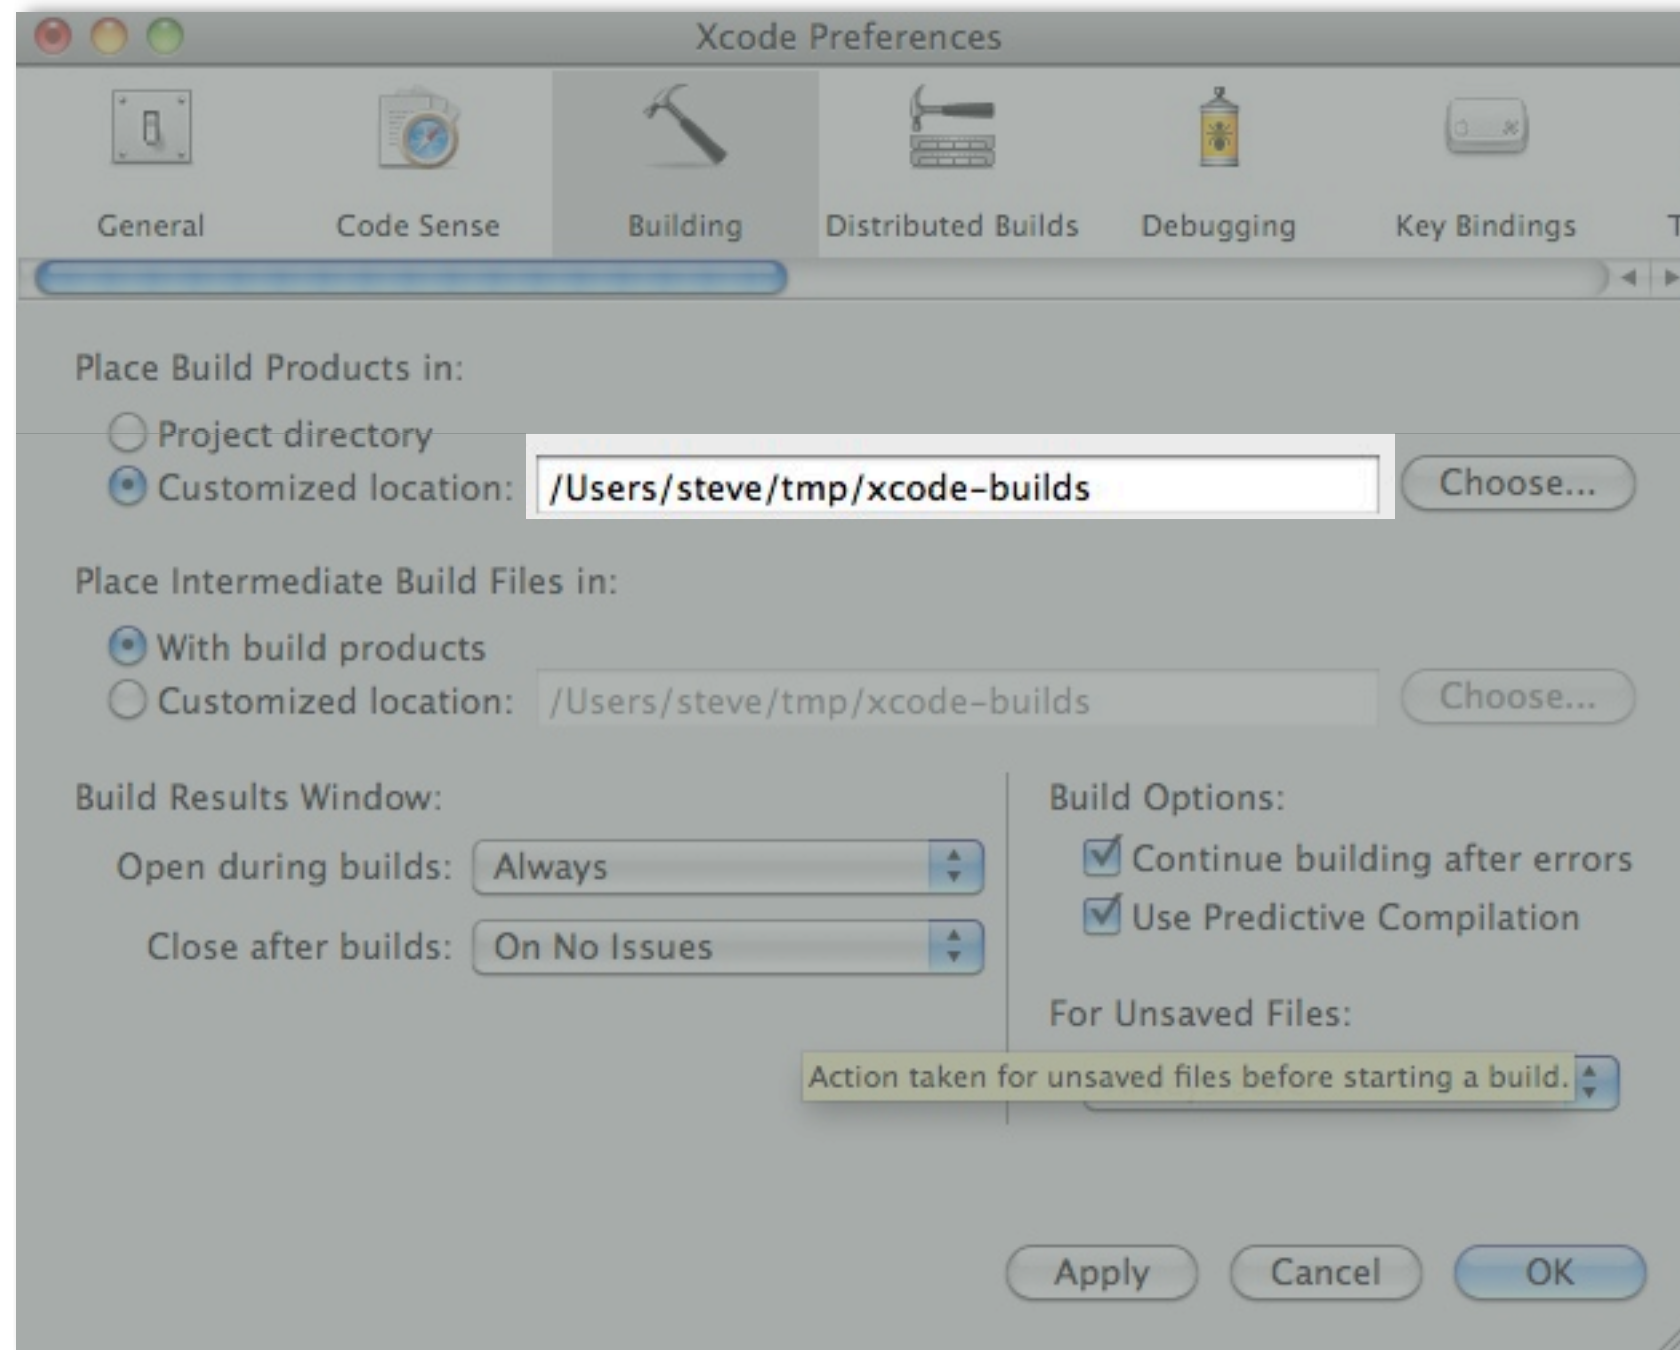 Xcode Preferences
General Code Sense Building Distributed Builds Debugging Key Bindings T
Place Build Products in:
Project directory
Customized location: /Users/steve/tmp/xcode-builds Choose...
Place Intermediate Build Files in:
With build products
Customized location: /Users/steve/tmp/xcode-builds Choose...
Build Results Window:
Open during builds: Always
Close after builds: On No Issues
Build Options:
Continue building after errors
Use Predictive Compilation
For Unsaved Files:
Action taken for unsaved files before starting a build.
Apply Cancel OK